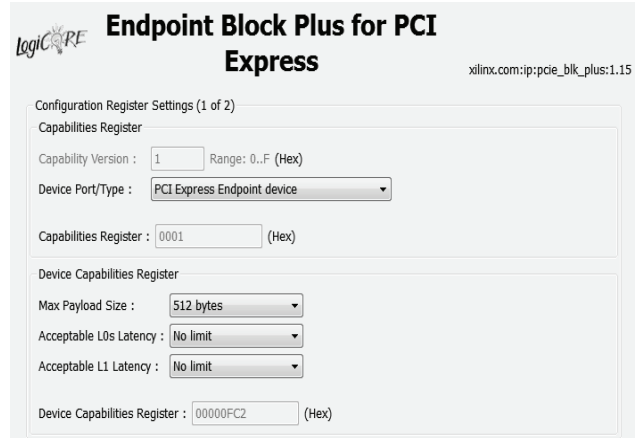 LogiCORE
Endpoint Block Plus for PCI
Express
xilinx.com:ip:pcie_blk_plus:1.15
Configuration Register Settings (1 of 2)
Capabilities Register
Capability Version : 1 Range: 0..F (Hex)
Device Port/Type : PCI Express Endpoint device
Capabilities Register : 0001 (Hex)
Device Capabilities Register
Max Payload Size : 512 bytes
Acceptable L0s Latency : No limit
Acceptable L1 Latency : No limit
Device Capabilities Register : 00000FC2 (Hex)